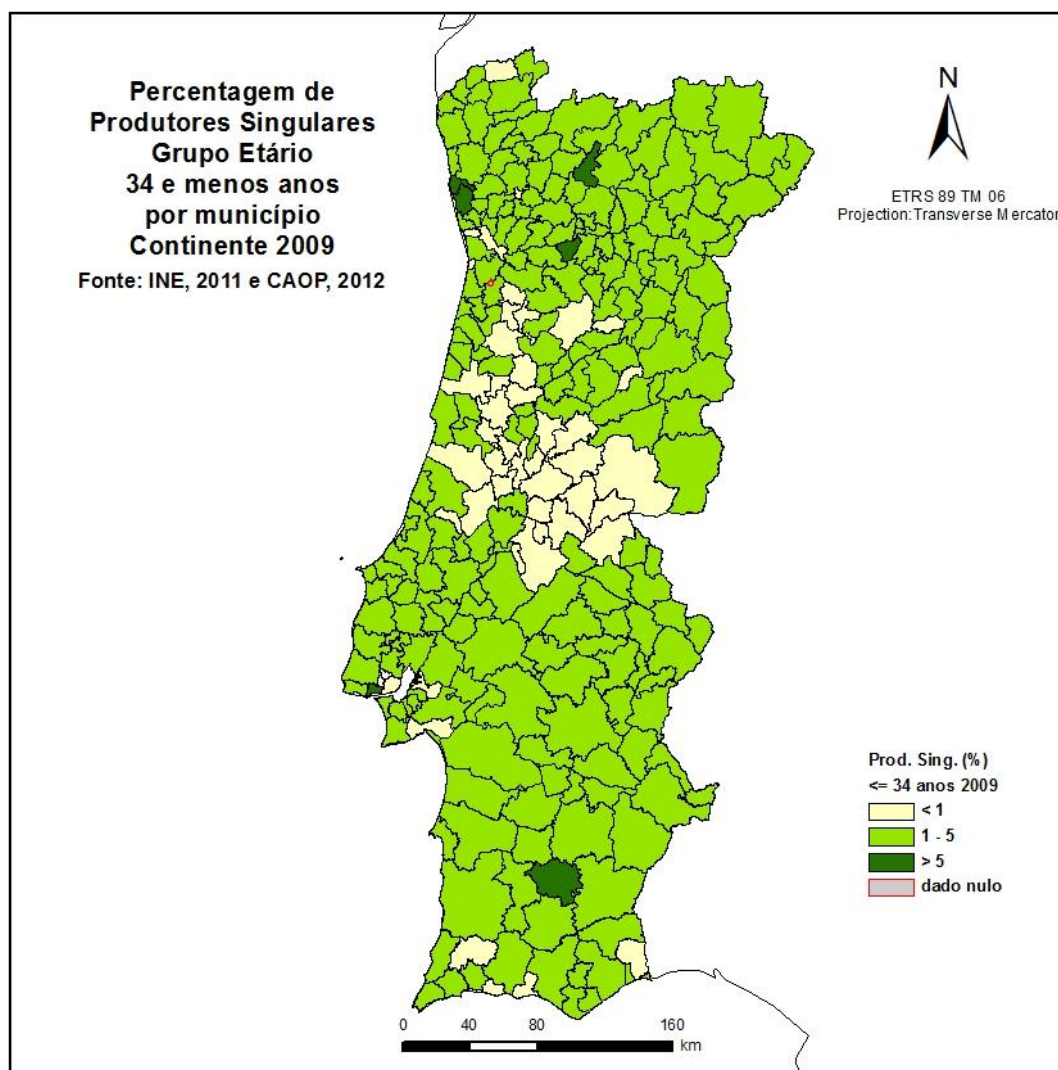 Percentagem de
Produtores Singulares
Grupo Etário
34 e menos anos
por município
Continente 2009
Fonte: INE, 2011 e CAOP, 2012
N
ETRS 89 TM 06
Projection:Transverse Mercator
Prod. Sing. (%)
<= 34 anos 2009
< 1
1 - 5
> 5
dado nulo
0 40 80 160
km